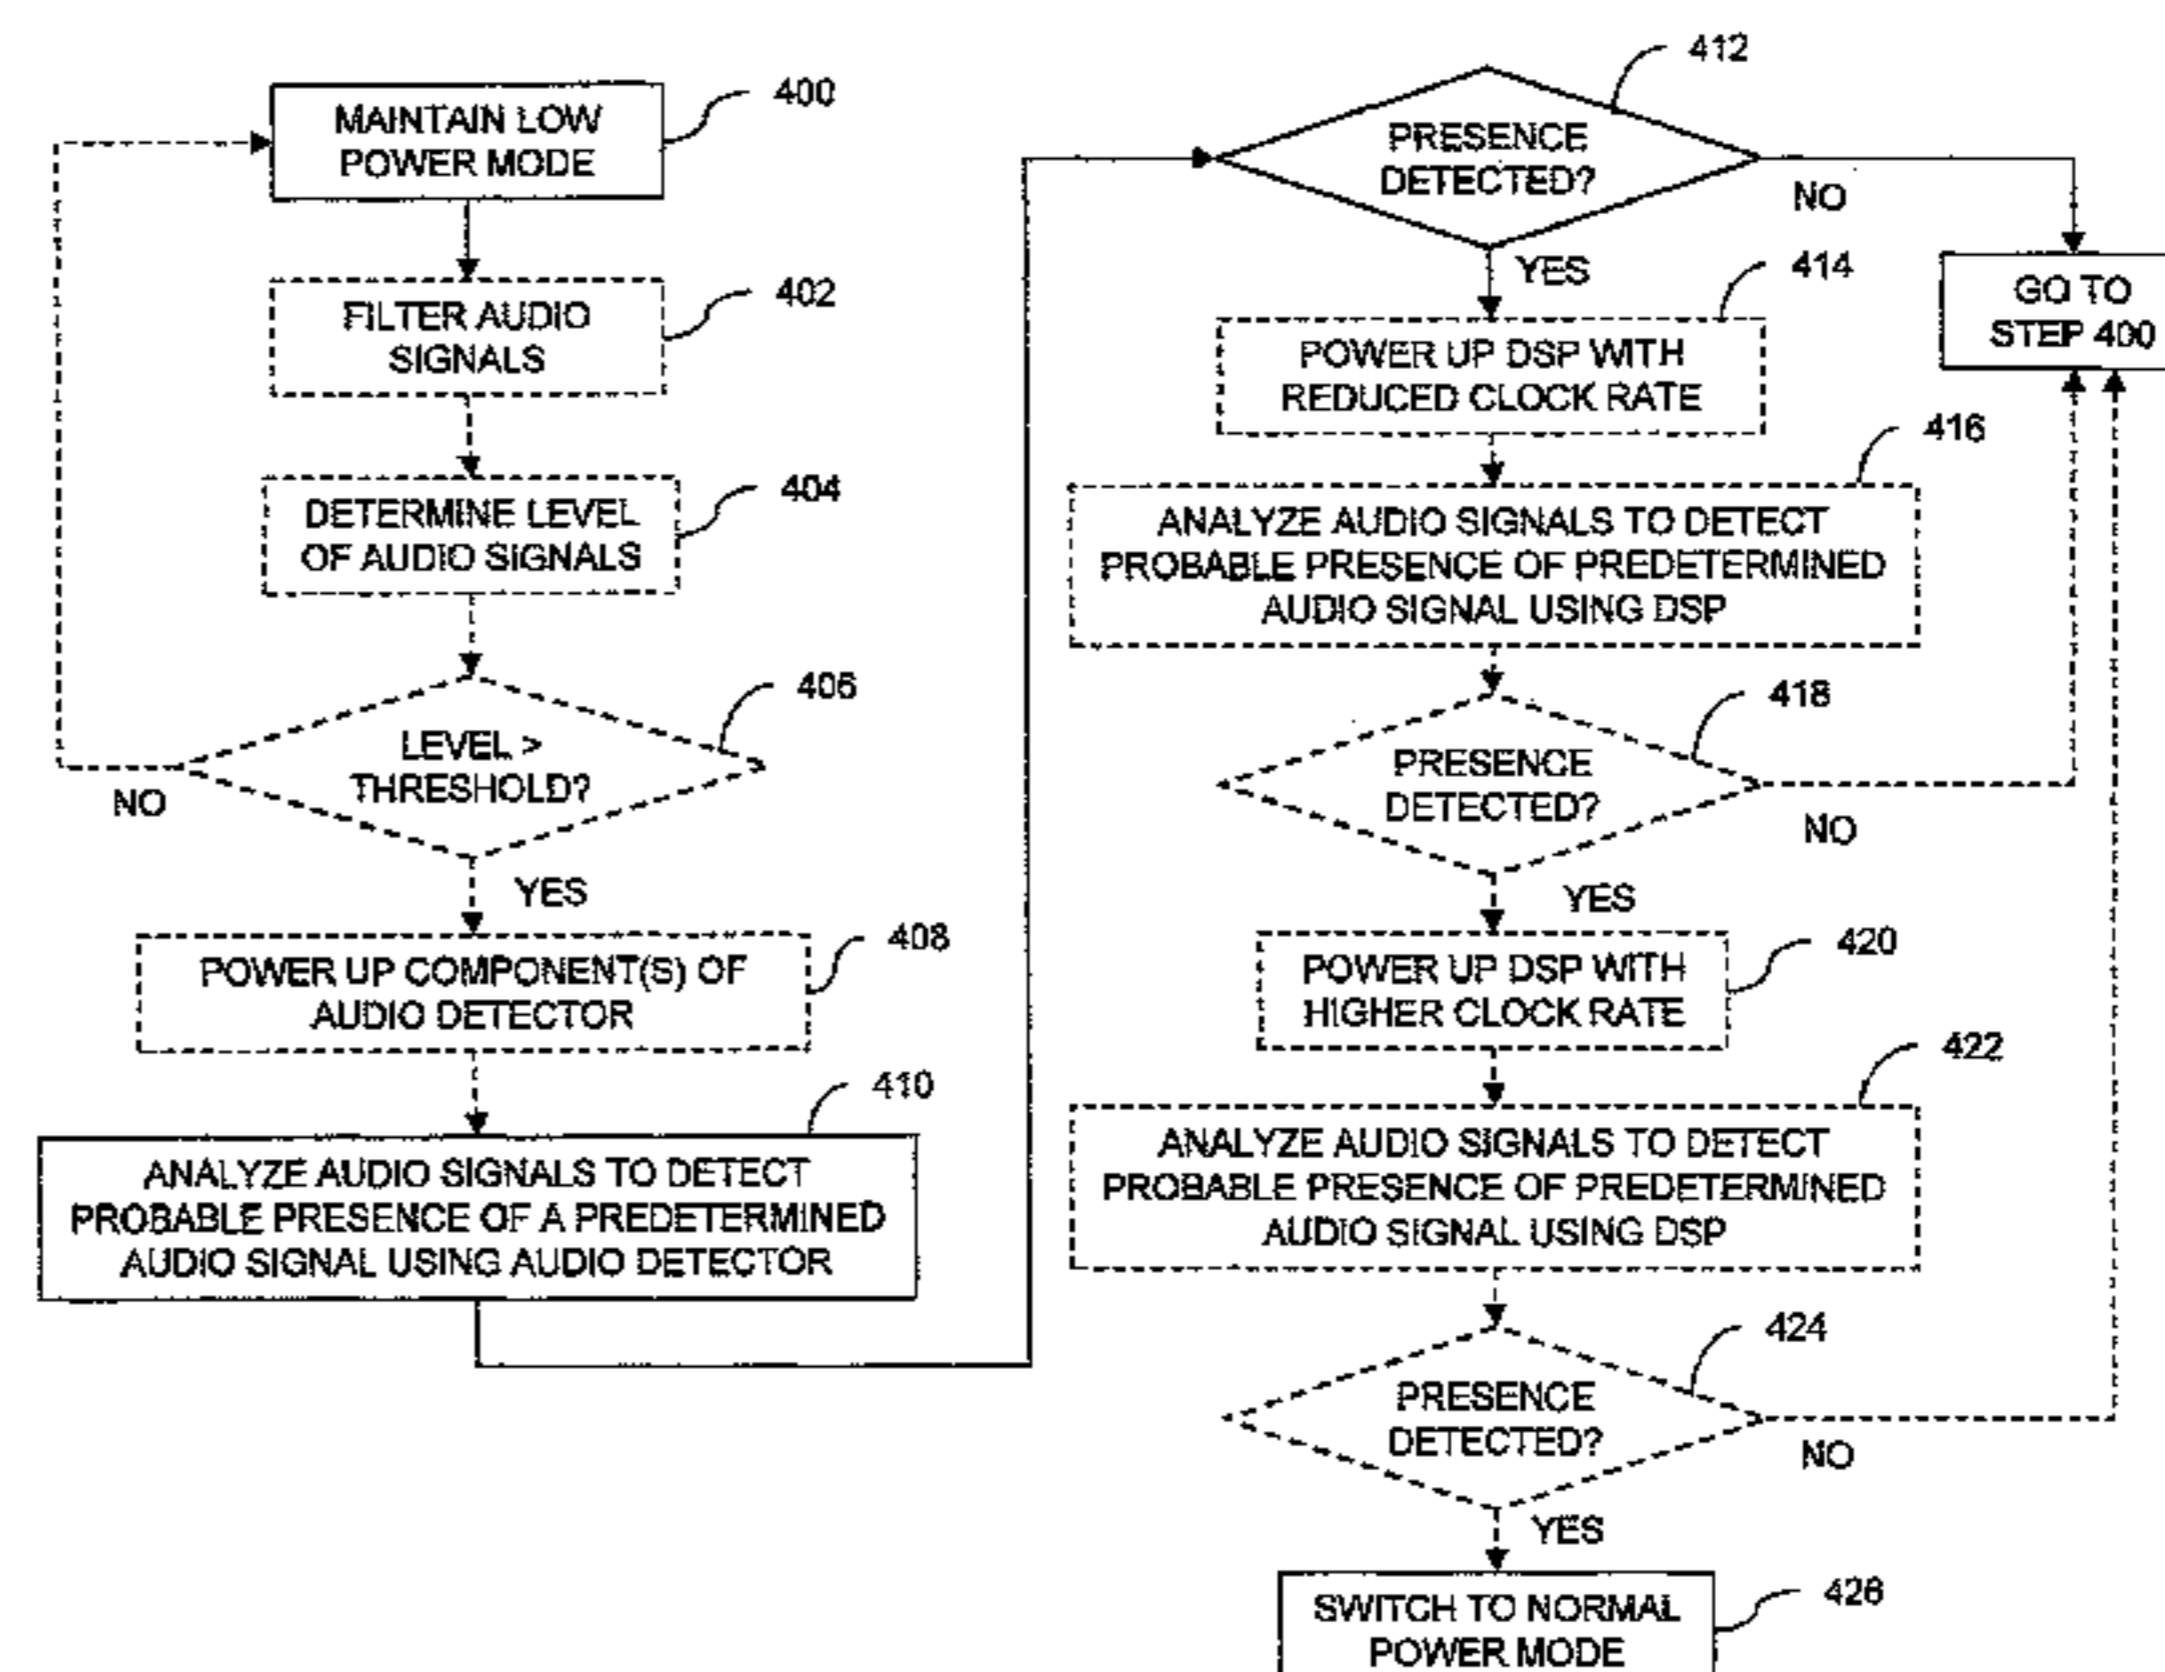 MAINTAIN LOW
POWER MODE
400
FILTER AUDIO
SIGNALS
402
DETERMINE LEVEL
OF AUDIO SIGNALS
404
LEVEL >
THRESHOLD?
406
NO
YES
POWER UP COMPONENT(S) OF
AUDIO DETECTOR
408
ANALYZE AUDIO SIGNALS TO DETECT
PROBABLE PRESENCE OF A PREDETERMINED
AUDIO SIGNAL USING AUDIO DETECTOR
410
PRESENCE
DETECTED?
412
NO
YES
GO TO
STEP 400
POWER UP DSP WITH
REDUCED CLOCK RATE
414
ANALYZE AUDIO SIGNALS TO DETECT
PROBABLE PRESENCE OF PREDETERMINED
AUDIO SIGNAL USING DSP
416
PRESENCE
DETECTED?
418
NO
YES
POWER UP DSP WITH
HIGHER CLOCK RATE
420
ANALYZE AUDIO SIGNALS TO DETECT
PROBABLE PRESENCE OF PREDETERMINED
AUDIO SIGNAL USING DSP
422
PRESENCE
DETECTED?
424
NO
YES
SWITCH TO NORMAL
POWER MODE
426